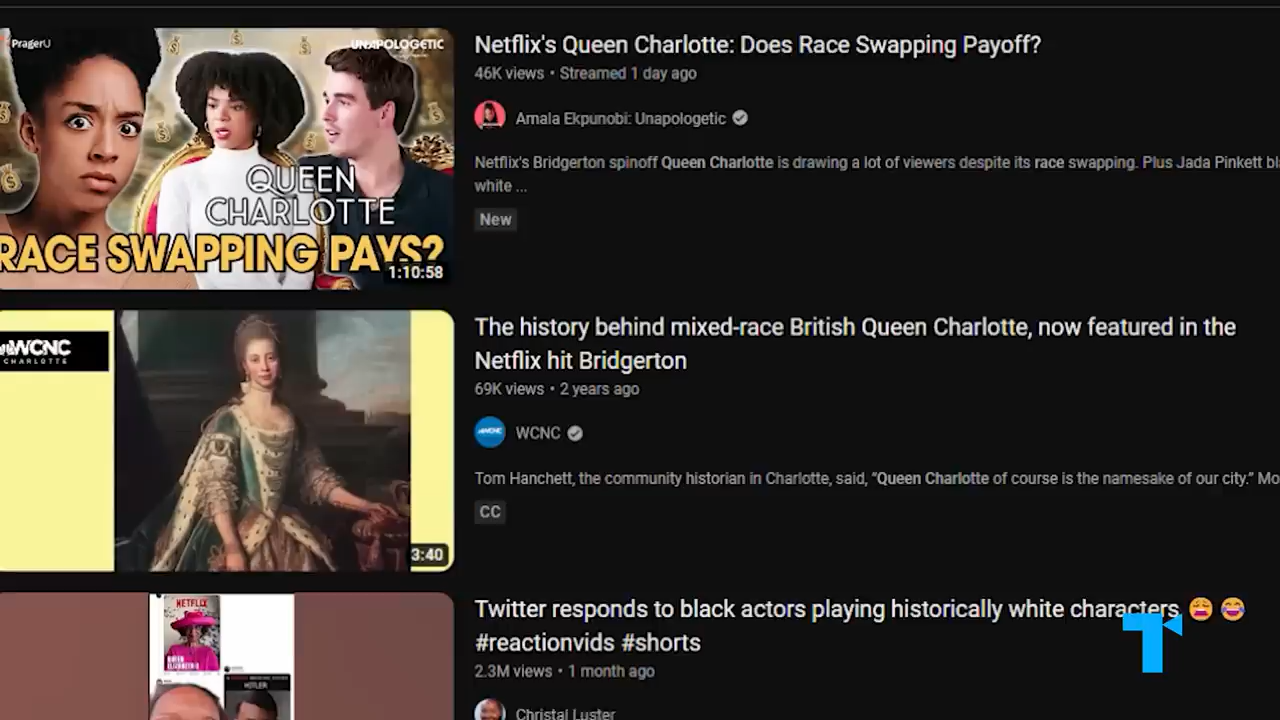 PragerU
UNAPOLOGETIC
QUEEN
CHARLOTTE
RACE SWAPPING PAYS?
1:10:58
Netflix's Queen Charlotte: Does Race Swapping Payoff?
46K views • Streamed 1 day ago
Amala Ekpunobi: Unapologetic
Netflix's Bridgerton spinoff Queen Charlotte is drawing a lot of viewers despite its race swapping. Plus Jada Pinkett bl
white ...
New
WCNC
CHARLOTTE
3:40
The history behind mixed-race British Queen Charlotte, now featured in the
Netflix hit Bridgerton
69K views • 2 years ago
WCNC
WCNC
Tom Hanchett, the community historian in Charlotte, said, “Queen Charlotte of course is the namesake of our city.” Mo
CC
NETFLIX
HITLER
Twitter responds to black actors playing historically white characters 😩 😂
#reactionvids #shorts
2.3M views • 1 month ago
Christal Luster